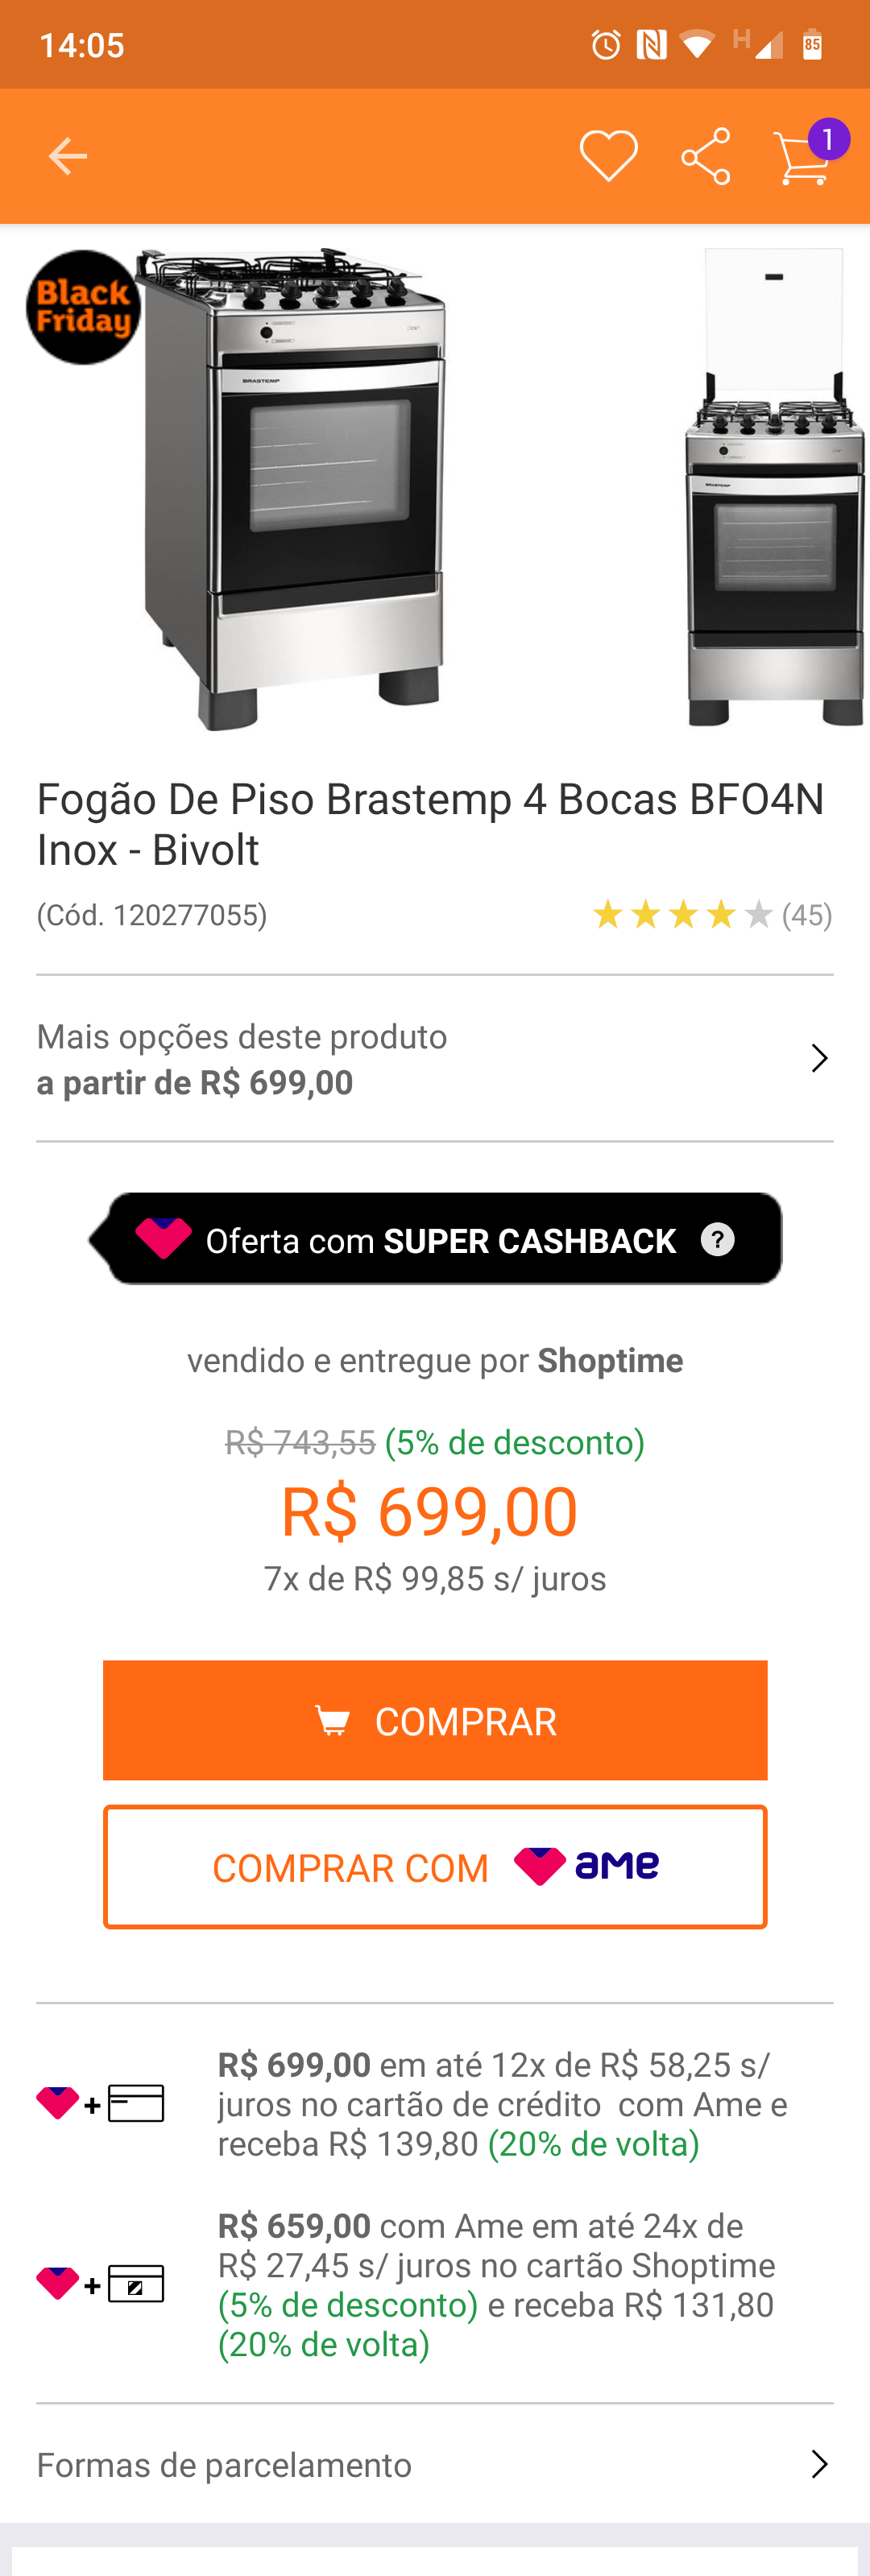 14:05
H
85
1
Black
Friday
BRASTEMP
BRASTEMP
Fogão De Piso Brastemp 4 Bocas BFO4N
Inox - Bivolt
(Cód. 120277055)
(45)
Mais opções deste produto
a partir de R$ 699,00
Oferta com SUPER CASHBACK ?
vendido e entregue por Shoptime
R$ 743,55 (5% de desconto)
R$ 699,00
7x de R$ 99,85 s/ juros
COMPRAR
COMPRAR COM ame
R$ 699,00 em até 12x de R$ 58,25 s/
juros no cartão de crédito  com Ame e
receba R$ 139,80 (20% de volta)
R$ 659,00 com Ame em até 24x de
R$ 27,45 s/ juros no cartão Shoptime
(5% de desconto) e receba R$ 131,80
(20% de volta)
Formas de parcelamento